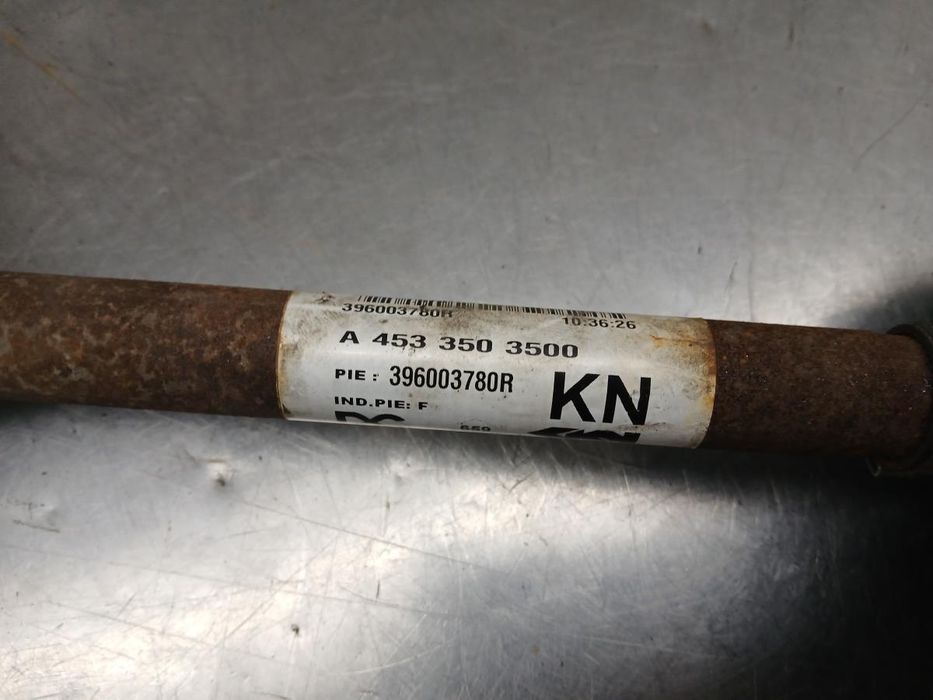 396003780R 10:36:26
A 453 350 3500
PIE : 396003780R KN
IND.PIE: F